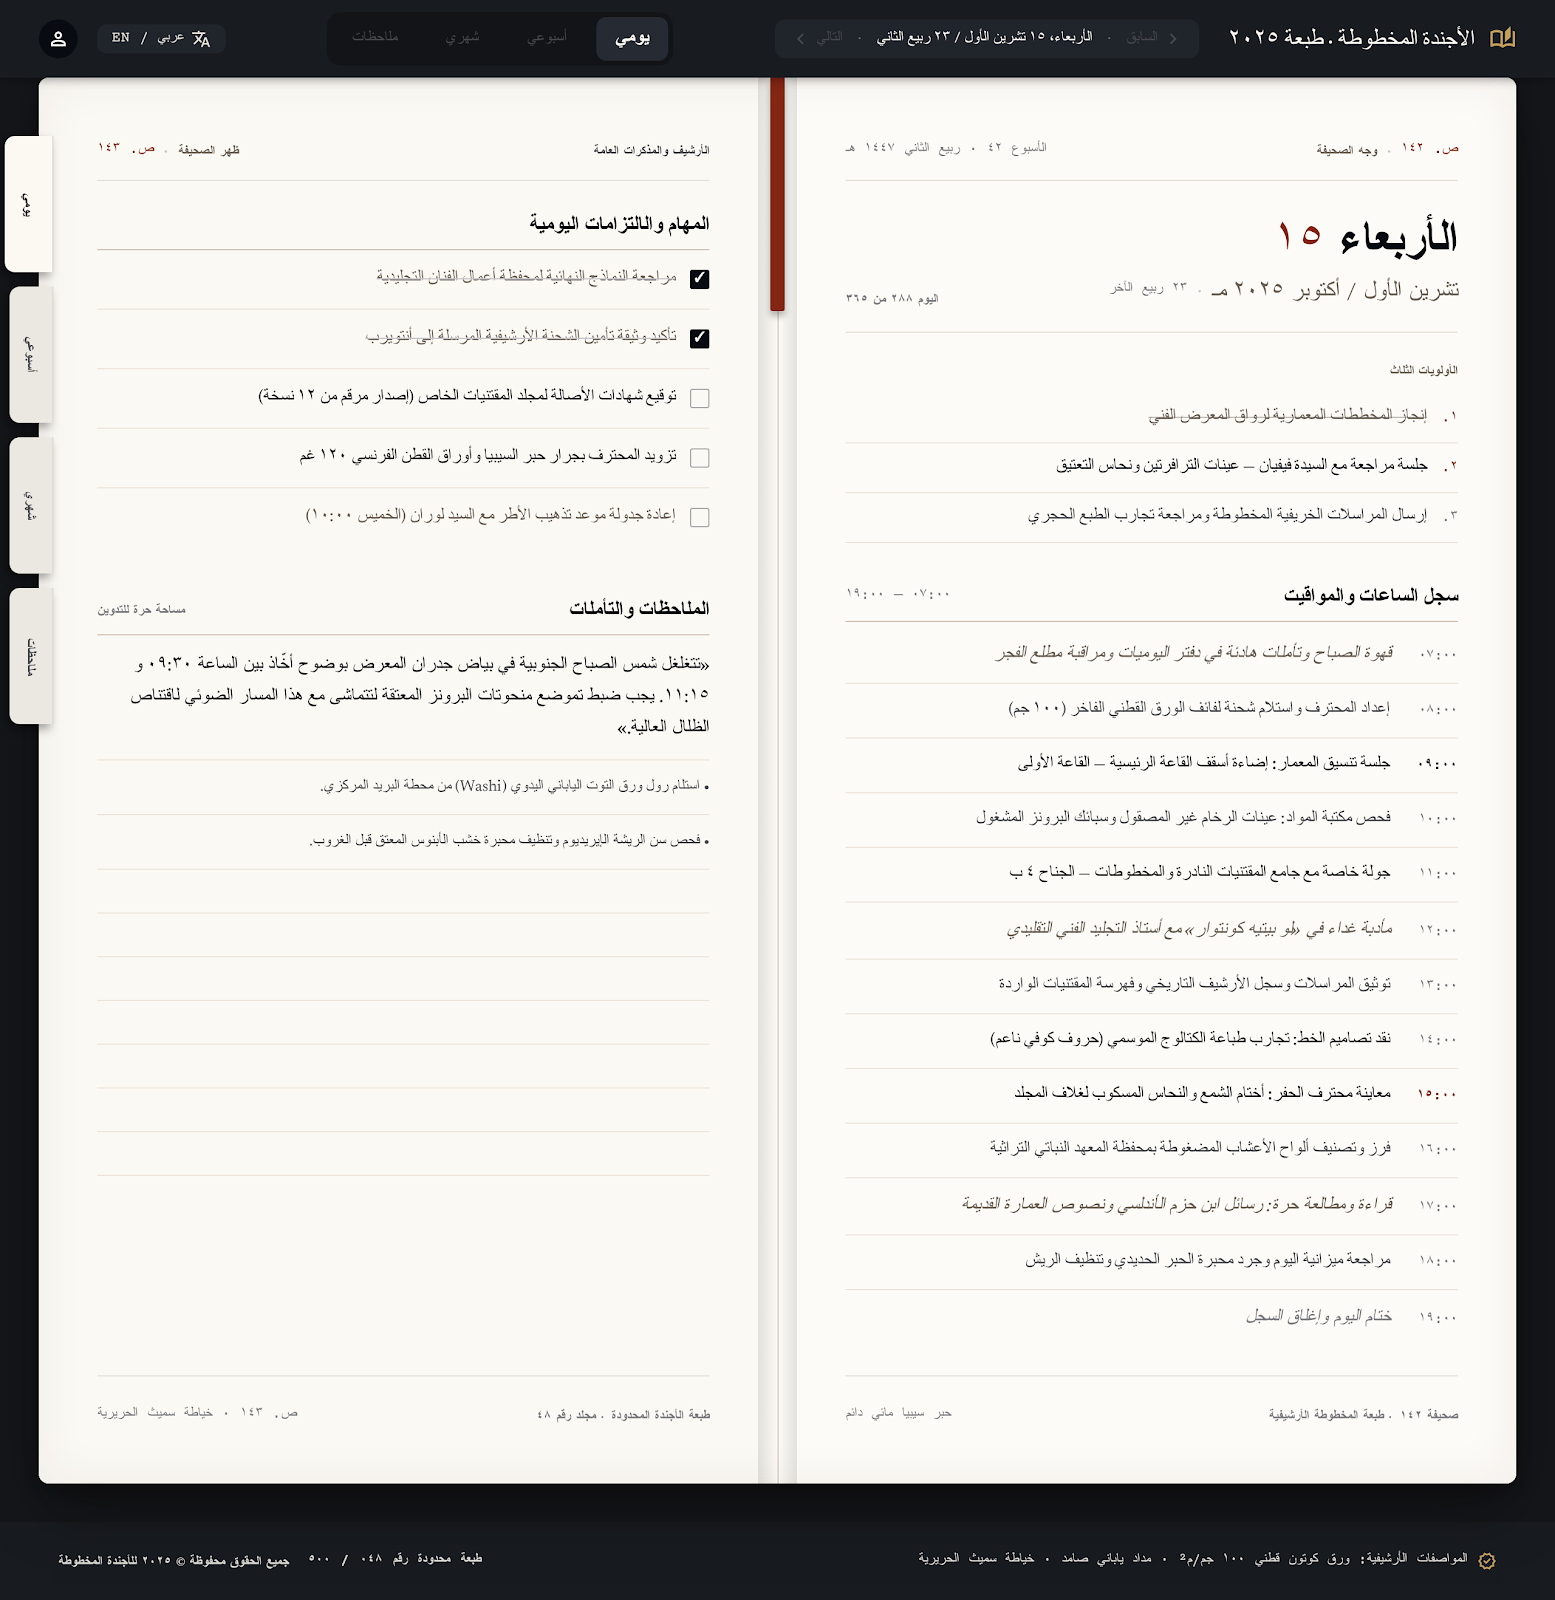 الأجندة المخطوطة . طبعة ٢٠٢٥
السابق · الأربعاء، ١٥ تشرين الأول / ٢٣ ربيع الثاني · التالي
يومي أسبوعي شهري ملاحظات
عربي / EN
ص. ١٤٢ · وجه الصحيفة
الأسبوع ٤٢ · ربيع الثاني ١٤٤٧ هـ
الأربعاء ١٥
تشرين الأول / أكتوبر ٢٠٢٥ مـ · ٢٣ ربيع الآخر
اليوم ٢٨٨ من ٣٦٥
الأولويات الثلاث
١. إنجاز المخططات المعمارية لرواق المعرض الفني
٢. جلسة مراجعة مع السيدة فيفيان – عينات الترافرتين ونحاس التعتيق
٣. إرسال المراسلات الخريفية المخطوطة ومراجعة تجارب الطبع الحجري
سجل الساعات والمواقيت
٠٧:٠٠ – ١٩:٠٠
٠٧:٠٠ قهوة الصباح وتأملات هادئة في دفتر اليوميات ومراقبة مطلع الفجر
٠٨:٠٠ إعداد المحترف واستلام شحنة لفائف الورق القطني الفاخر (١٠٠ جم)
٠٩:٠٠ جلسة تنسيق المعمار: إضاءة أسقف القاعة الرئيسية – القاعة الأولى
١٠:٠٠ فحص مكتبة المواد: عينات الرخام غير المصقول وسبائك البرونز المشغول
١١:٠٠ جولة خاصة مع جامع المقتنيات النادرة والمخطوطات – الجناح ٤ ب
١٢:٠٠ مأدبة غداء في «لو بيتيه كونتوار» مع أستاذ التجليد الفني التقليدي
١٣:٠٠ توثيق المراسلات وسجل الأرشيف التاريخي وفهرسة المقتنيات الواردة
١٤:٠٠ نقد تصاميم الخط: تجارب طباعة الكتالوج الموسمي (حروف كوفي ناعم)
١٥:٠٠ معاينة محترف الحفر: أختام الشمع والنحاس المسكوب لغلاف المجلد
١٦:٠٠ فرز وتصنيف ألواح الأعشاب المضغوطة بمحفظة المعهد النباتي التراثية
١٧:٠٠ قراءة ومطالعة حرة: رسائل ابن حزم الأندلسي ونصوص العمارة القديمة
١٨:٠٠ مراجعة ميزانية اليوم وجرد محبرة الحبر الحديدي وتنظيف الريش
١٩:٠٠ ختام اليوم وإغلاق السجل
صحيفة ١٤٢ · طبعة المخطوطة الأرشيفية
حبر سيبيا مائي دائم
الأرشيف والمذكرات العامة
ظهر الصحيفة · ص. ١٤٣
المهام والالتزامات اليومية
مراجعة النماذج النهائية لمحفظة أعمال الفنان التجليدية
تأكيد وثيقة تأمين الشحنة الأرشيفية المرسلة إلى أنتويرب
توقيع شهادات الأصالة لمجلد المقتنيات الخاص (إصدار مرقم من ١٢ نسخة)
تزويد المحترف بجرار حبر السيبيا وأوراق القطن الفرنسي ١٢٠ غم
إعادة جدولة موعد تذهيب الأطر مع السيد لوران (الخميس ١٠:٠٠)
الملاحظات والتأملات
مساحة حرة للتدوين
«تتغلغل شمس الصباح الجنوبية في بياض جدران المعرض بوضوح أخّاذ بين الساعة ٠٩:٣٠ و
١١:١٥. يجب ضبط تموضع منحوتات البرونز المعتقة لتتماشى مع هذا المسار الضوئي لاقتناص
الظلال العالية.»
• استلام رول ورق التوت الياباني اليدوي (Washi) من محطة البريد المركزي.
• فحص سن الريشة الإيريديوم وتنظيف محبرة خشب الأبنوس المعتق قبل الغروب.
طبعة الأجندة المحدودة · مجلد رقم ٤٨
ص. ١٤٣ · خياطة سميث الحريرية
يومي
أسبوعي
شهري
ملاحظات
المواصفات الأرشيفية: ورق كوتون قطني ١٠٠ جم/م² · مداد ياباني صامد · خياطة سميث الحريرية
طبعة محدودة رقم ٠٤٨ / ٥٠٠
جميع الحقوق محفوظة © ٢٠٢٥ للأجندة المخطوطة